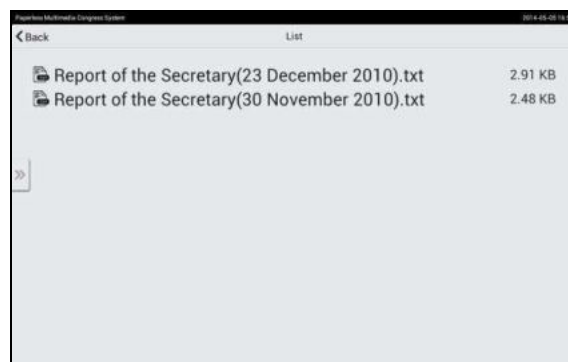 Paperless Multimedia Congress System
Back List
Report of the Secretary(23 December 2010).txt 2.91 KB
Report of the Secretary(30 November 2010).txt 2.48 KB